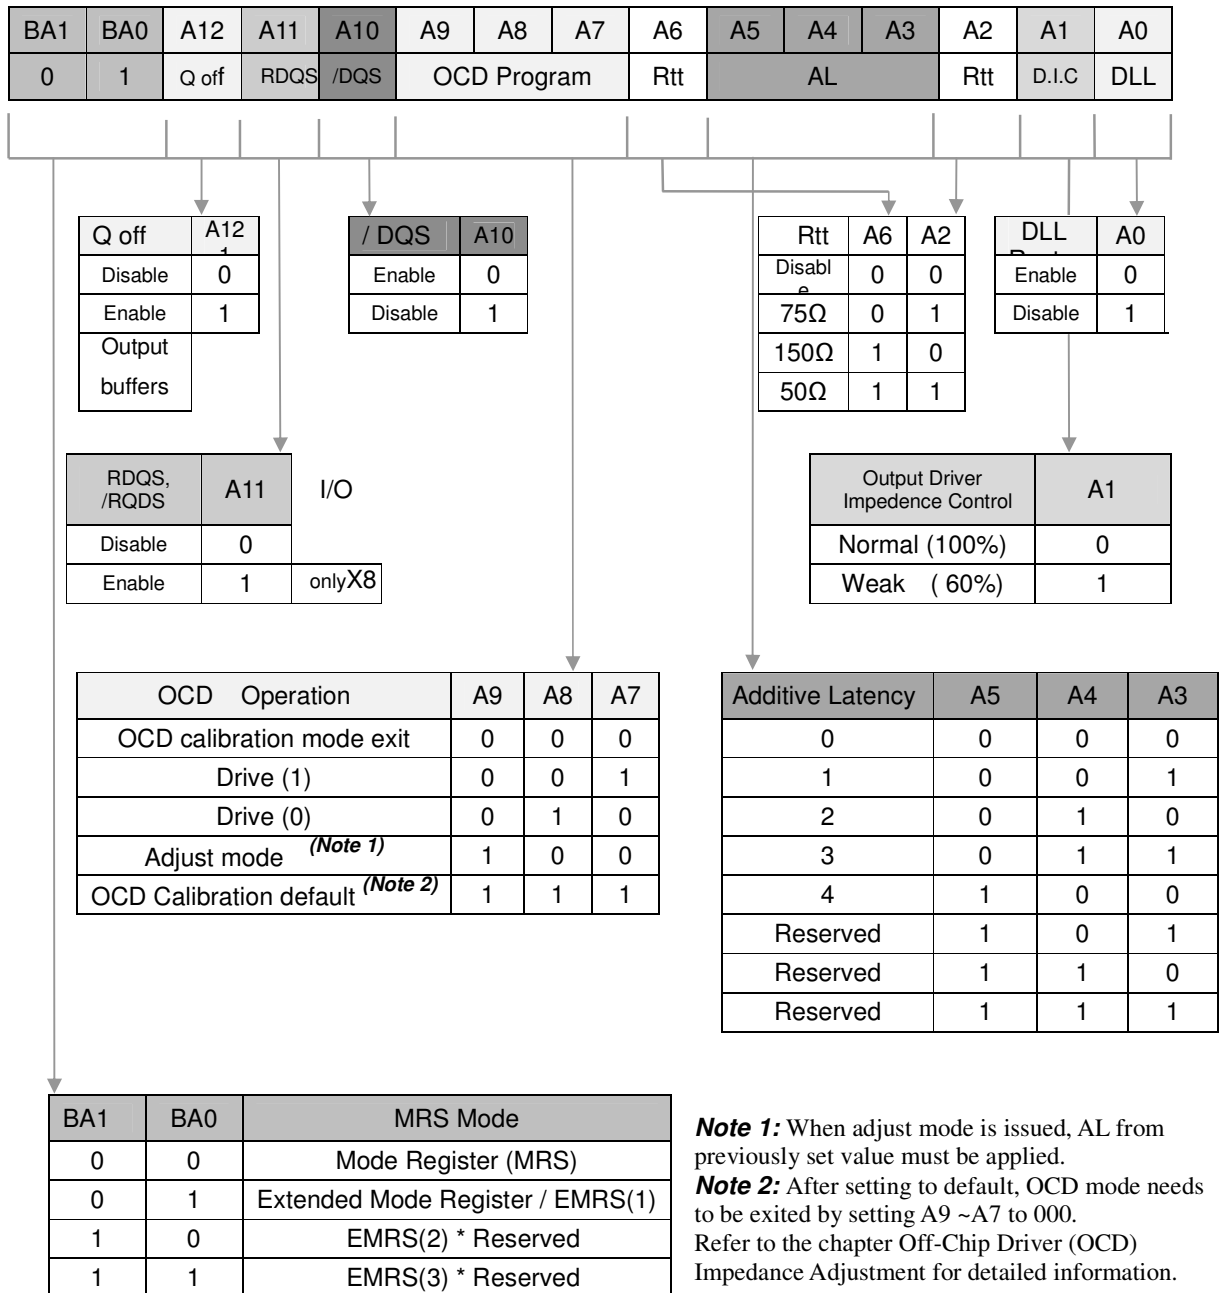 BA1 BA0 A12 A11 A10 A9 A8 A7 A6 A5 A4 A3 A2 A1 A0
0 1 Q off RDQS /DQS OCD Program Rtt AL Rtt D.I.C DLL
Q off A12
Disable 0
Enable 1
Output
buffers
/ DQS A10
Enable 0
Disable 1
Rtt A6 A2
Disabl
e 0 0
75Ω 0 1
150Ω 1 0
50Ω 1 1
DLL A0
Enable 0
Disable 1
RDQS,
/RQDS A11 I/O
Disable 0
Enable 1 onlyX8
Output Driver
Impedence Control A1
Normal (100%) 0
Weak ( 60%) 1
OCD Operation A9 A8 A7
OCD calibration mode exit 0 0 0
Drive (1) 0 0 1
Drive (0) 0 1 0
Adjust mode (Note 1) 1 0 0
OCD Calibration default (Note 2) 1 1 1
Additive Latency A5 A4 A3
0 0 0 0
1 0 0 1
2 0 1 0
3 0 1 1
4 1 0 0
Reserved 1 0 1
Reserved 1 1 0
Reserved 1 1 1
BA1 BA0 MRS Mode
0 0 Mode Register (MRS)
0 1 Extended Mode Register / EMRS(1)
1 0 EMRS(2) * Reserved
1 1 EMRS(3) * Reserved
Note 1: When adjust mode is issued, AL from
previously set value must be applied.
Note 2: After setting to default, OCD mode needs
to be exited by setting A9 ~A7 to 000.
Refer to the chapter Off-Chip Driver (OCD)
Impedance Adjustment for detailed information.